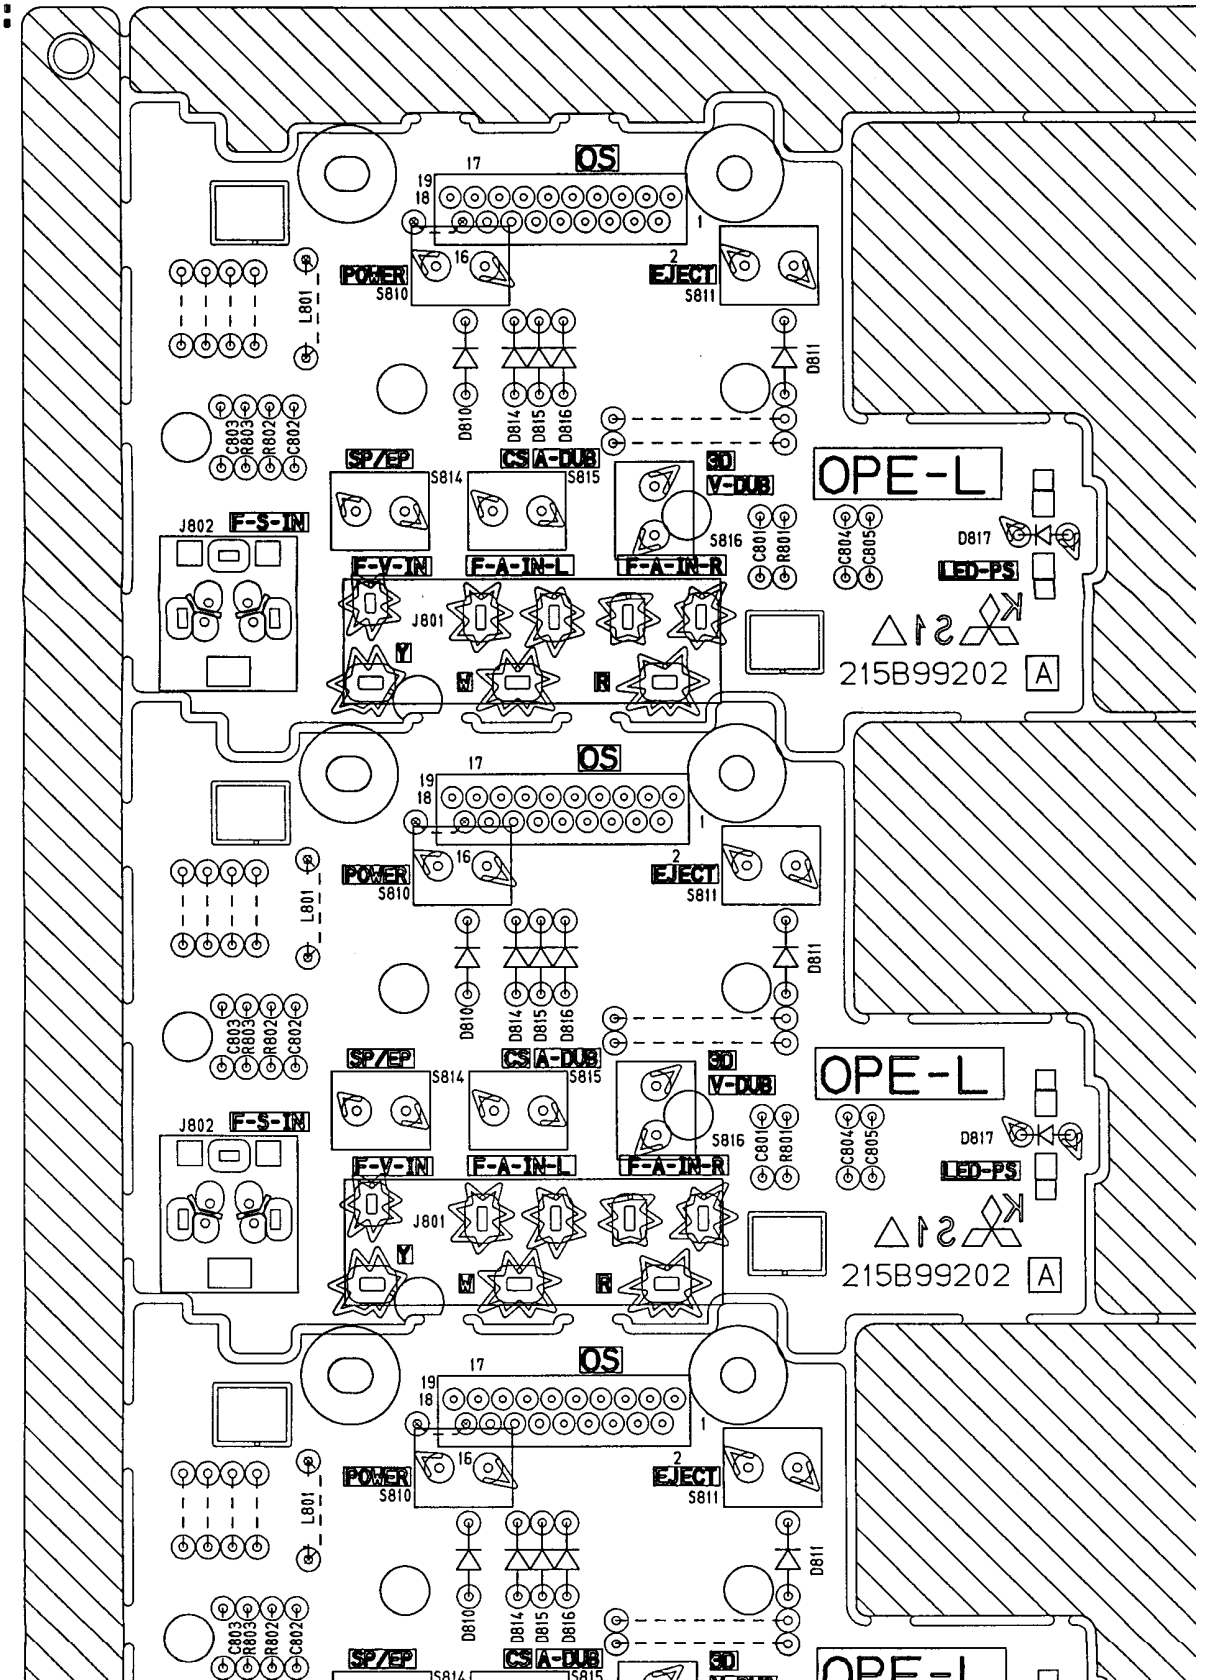 OS
17
19
18
1
16
2
POWER
S810
EJECT
S811
L801
D810
D814
D815
D816
D811
C803
R803
R802
C802
SP/EP
S814
CS A-DUB
S815
3D
V-DUB
S816
OPE-L
J802
F-S-IN
C801
R801
C804
C805
D817
LED-PS
F-V-IN
F-A-IN-L
F-A-IN-R
J801
Y
W
R
K
S1
215B99202 A
OS
17
19
18
1
16
2
POWER
S810
EJECT
S811
L801
D810
D814
D815
D816
D811
C803
R803
R802
C802
SP/EP
S814
CS A-DUB
S815
3D
V-DUB
S816
OPE-L
J802
F-S-IN
C801
R801
C804
C805
D817
LED-PS
F-V-IN
F-A-IN-L
F-A-IN-R
J801
Y
W
R
K
S1
215B99202 A
OS
17
19
18
1
16
2
POWER
S810
EJECT
S811
L801
D810
D814
D815
D816
D811
C803
R803
R802
C802
SP/EP
S814
CS A-DUB
S815
3D
V-DUB
OPE-L